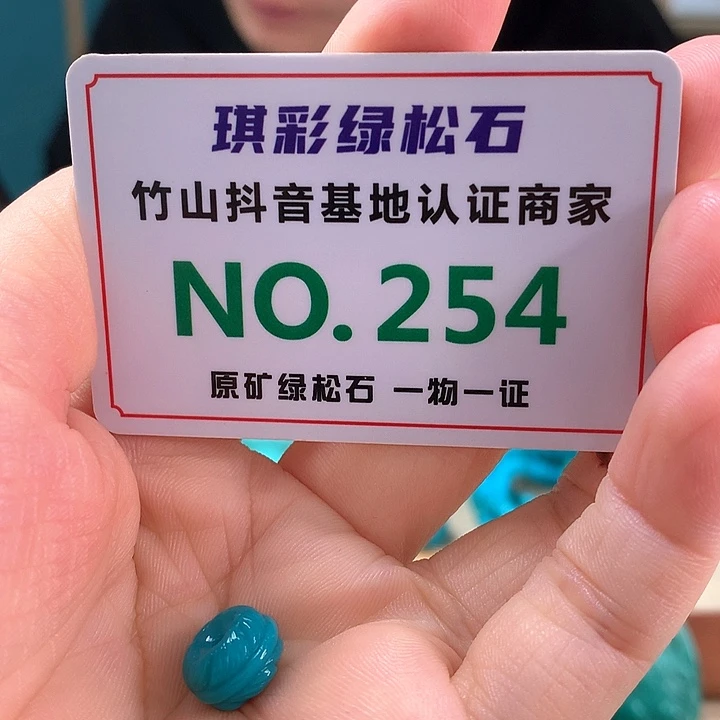 琪彩绿松石
竹山抖音基地认证商家
NO.254
原矿绿松石 一物一证